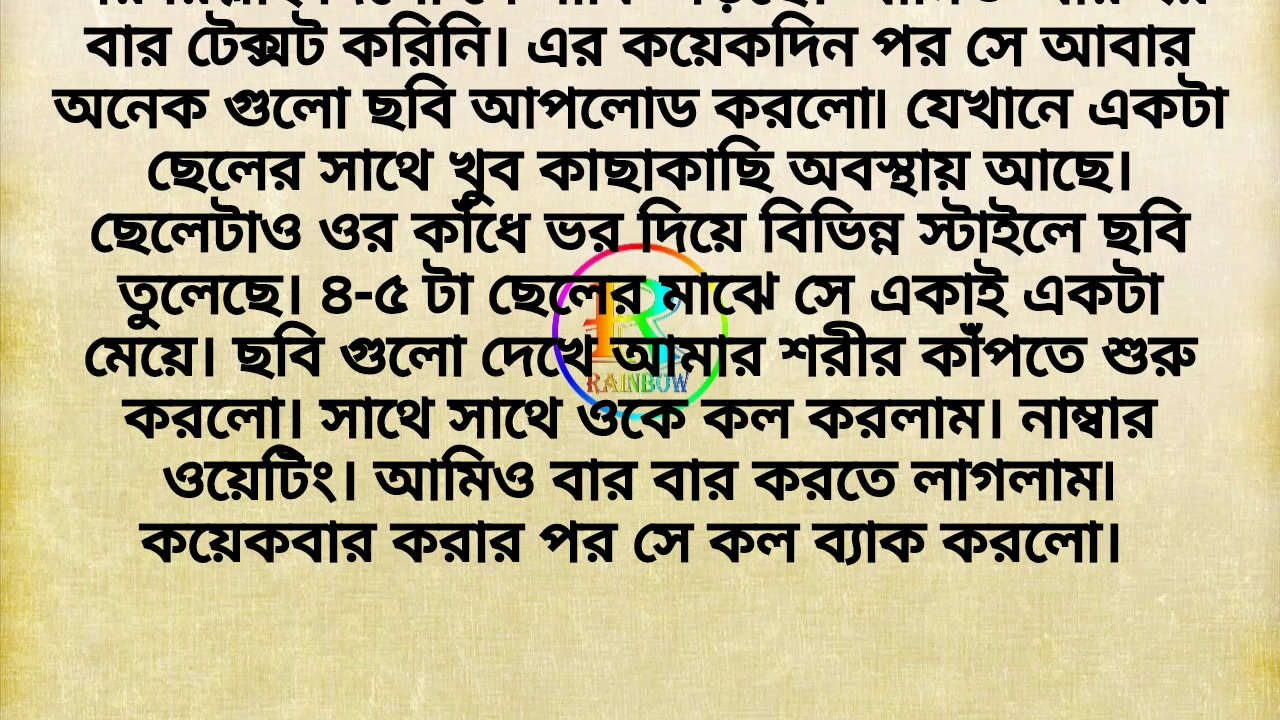 বার টেক্সট করিনি। এর কয়েকদিন পর সে আবার
অনেক গুলো ছবি আপলোড করলো৷ যেখানে একটা
ছেলের সাথে খুব কাছাকাছি অবস্থায় আছে।
ছেলেটাও ওর কাঁধে ভর দিয়ে বিভিন্ন স্টাইলে ছবি
তুলেছে। ৪-৫ টা ছেলের মাঝে সে একাই একটা
মেয়ে। ছবি গুলো দেখে আমার শরীর কাঁপতে শুরু
RAINBOW
করলো। সাথে সাথে ওকে কল করলাম। নাম্বার
ওয়েটিং। আমিও বার বার করতে লাগলাম৷
কয়েকবার করার পর সে কল ব্যাক করলো।